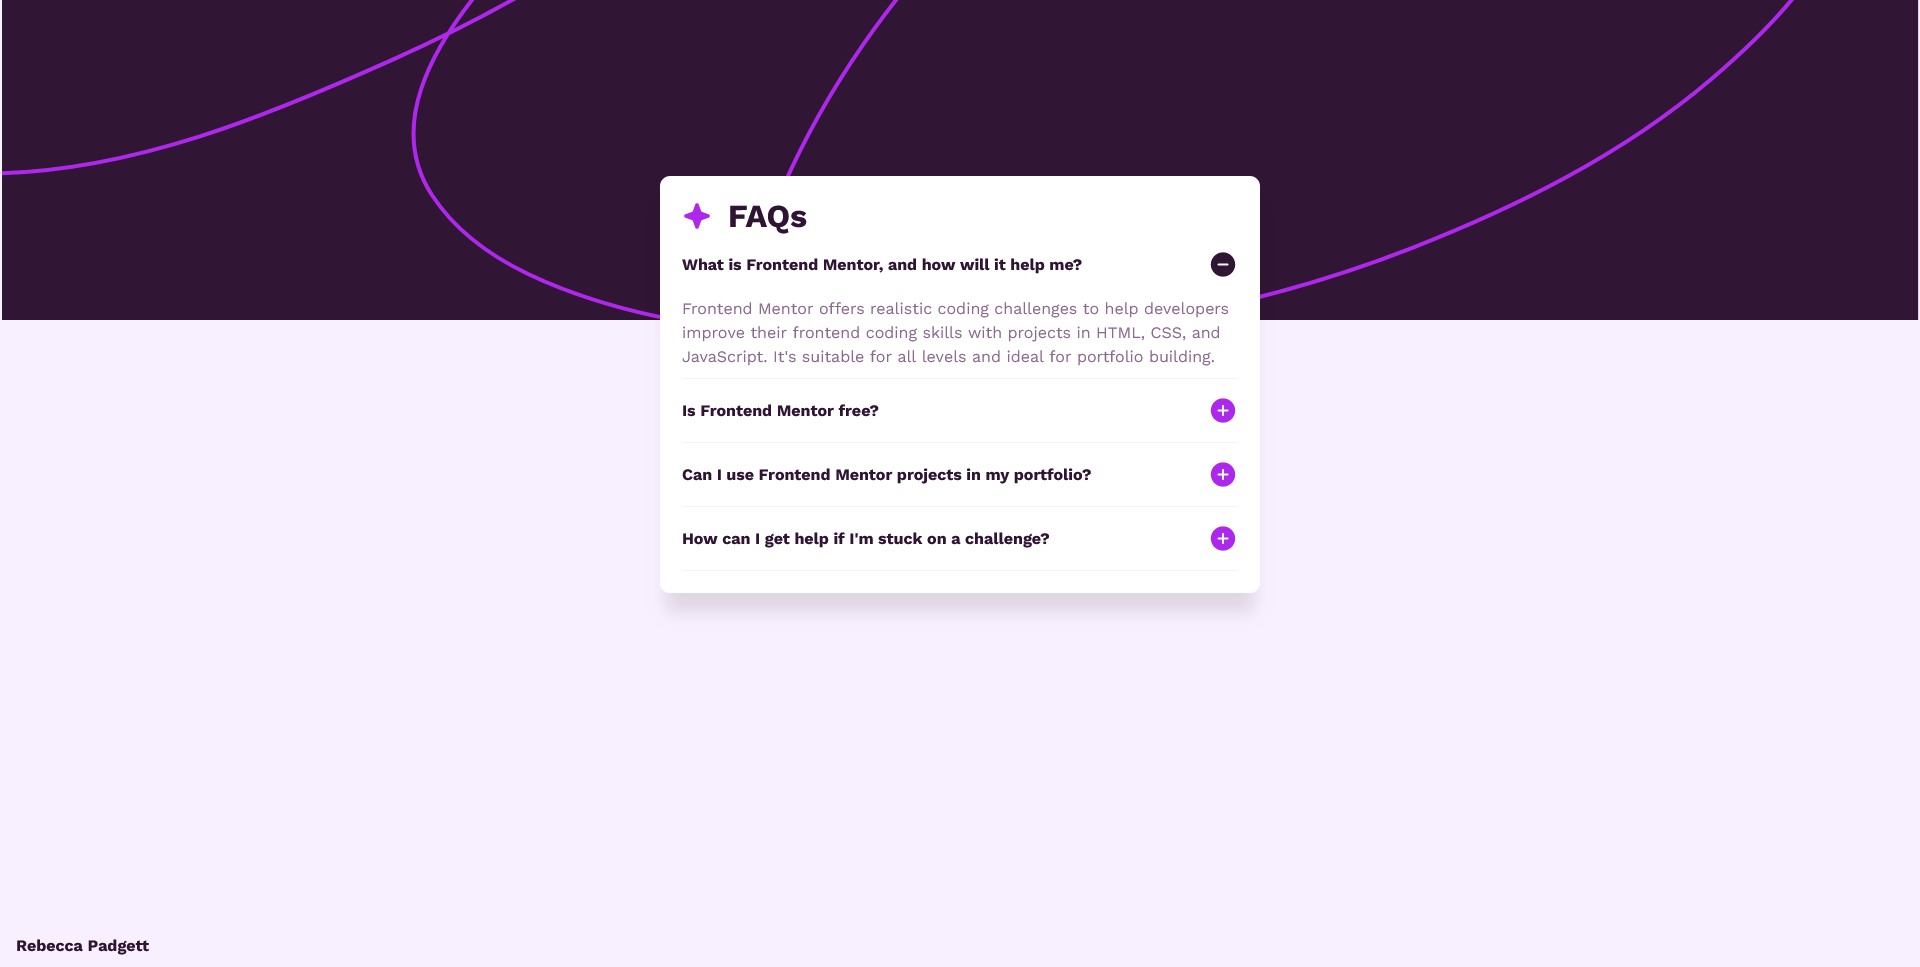 FAQs
What is Frontend Mentor, and how will it help me?
Frontend Mentor offers realistic coding challenges to help developers
improve their frontend coding skills with projects in HTML, CSS, and
JavaScript. It's suitable for all levels and ideal for portfolio building.
Is Frontend Mentor free?
Can I use Frontend Mentor projects in my portfolio?
How can I get help if I'm stuck on a challenge?
Rebecca Padgett